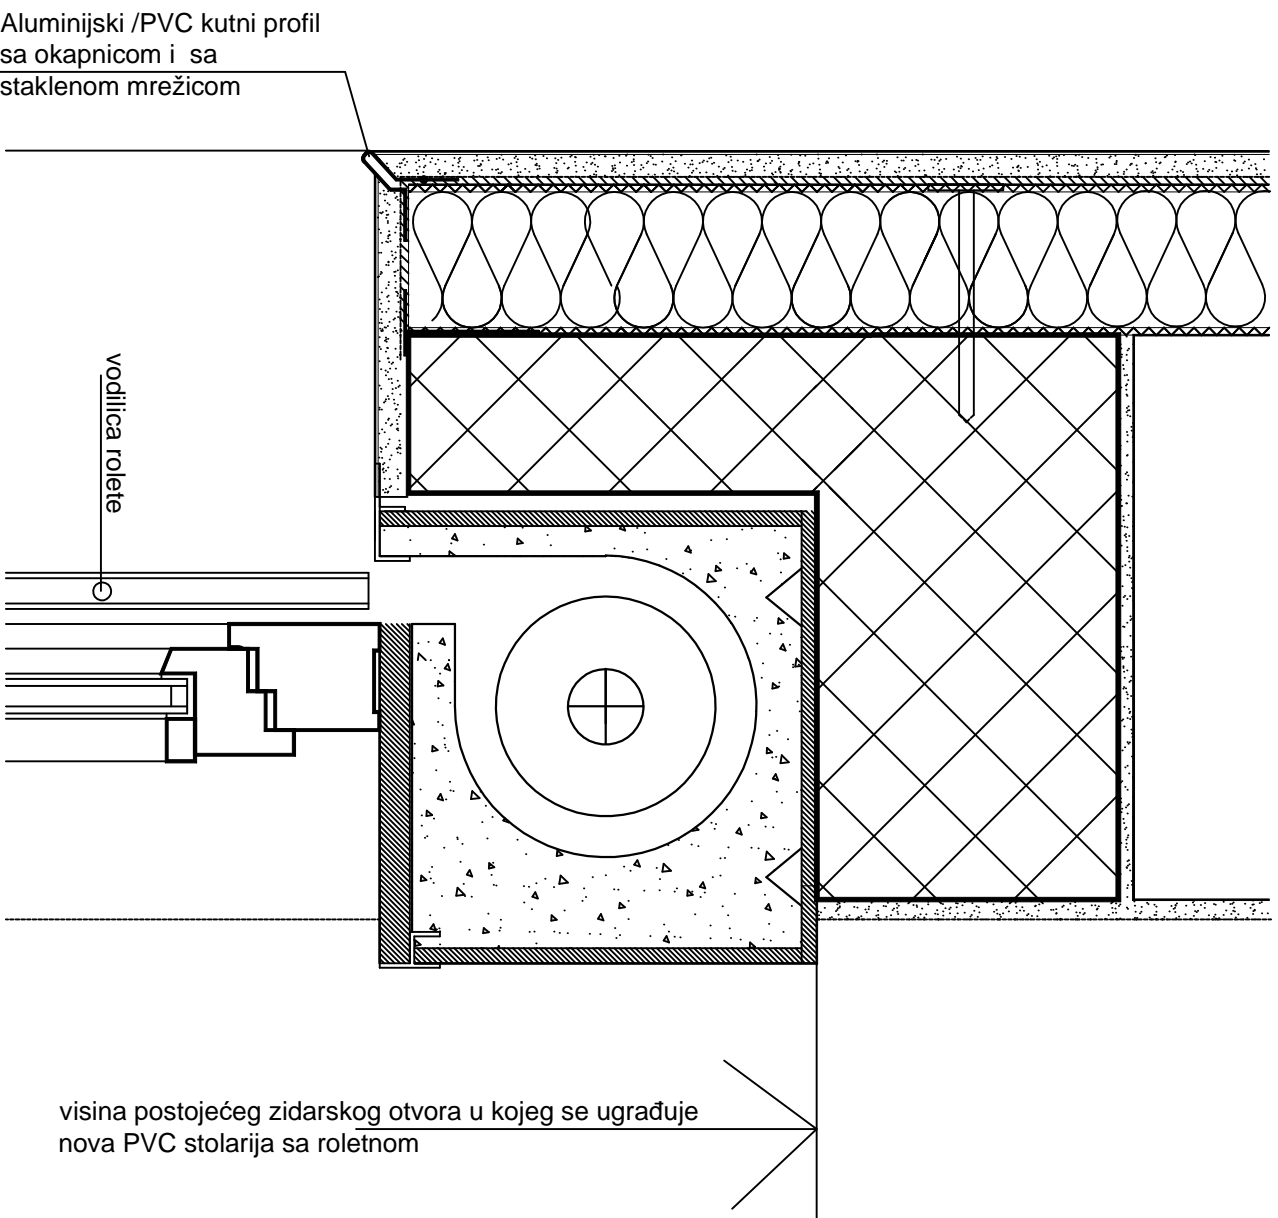 Aluminijski /PVC kutni profil
sa okapnicom i  sa
staklenom mrežicom
vodilica rolete
visina postojećeg zidarskog otvora u kojeg se ugrađuje
nova PVC stolarija sa roletnom